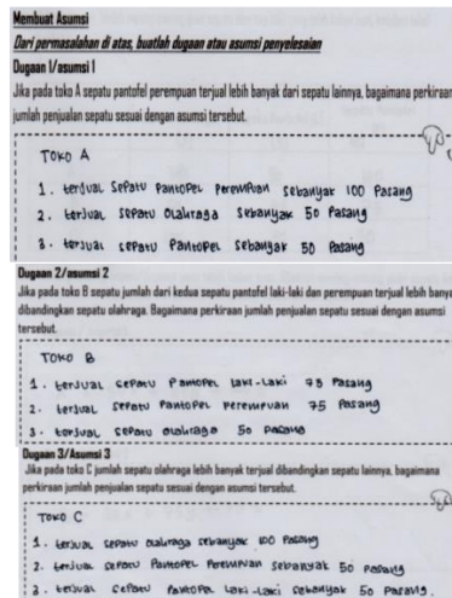 Membuat Asumsi
Dari permasalahan di atas, buatlah dugaan atau asumsi penyelesaian
Dugaan 1/asumsi 1
Jika pada toko A sepatu pantofel perempuan terjual lebih banyak dari sepatu lainnya, bagaimana perkiraan
jumlah penjualan sepatu sesuai dengan asumsi tersebut.
TOKO A
1. terjual sepatu pantopel perempuan sebanyak 100 pasang
2. terjual sepatu olahraga sebanyak 50 pasang
3. terjual sepatu pantopel sebanyak 50 pasang
Dugaan 2/asumsi 2
Jika pada toko B sepatu jumlah dari kedua sepatu pantofel laki-laki dan perempuan terjual lebih banya
dibandingkan sepatu olahraga. Bagaimana perkiraan jumlah penjualan sepatu sesuai dengan asumsi
tersebut.
TOKO B
1. terjual sepatu pantopel laki-laki 75 pasang
2. terjual sepatu pantopel perempuan 75 pasang
3. terjual sepatu olahraga 50 pasang
Dugaan 3/Asumsi 3
Jika pada toko C jumlah sepatu olahraga lebih banyak terjual dibandingkan sepatu lainnya, bagaimana
perkiraan jumlah penjualan sepatu sesuai dengan asumsi tersebut.
TOKO C
1. terjual sepatu olahraga sebanyak 100 pasang
2. terjual sepatu pantopel perempuan sebanyak 50 pasang
3. terjual sepatu pantopel laki-laki sebanyak 50 pasang.